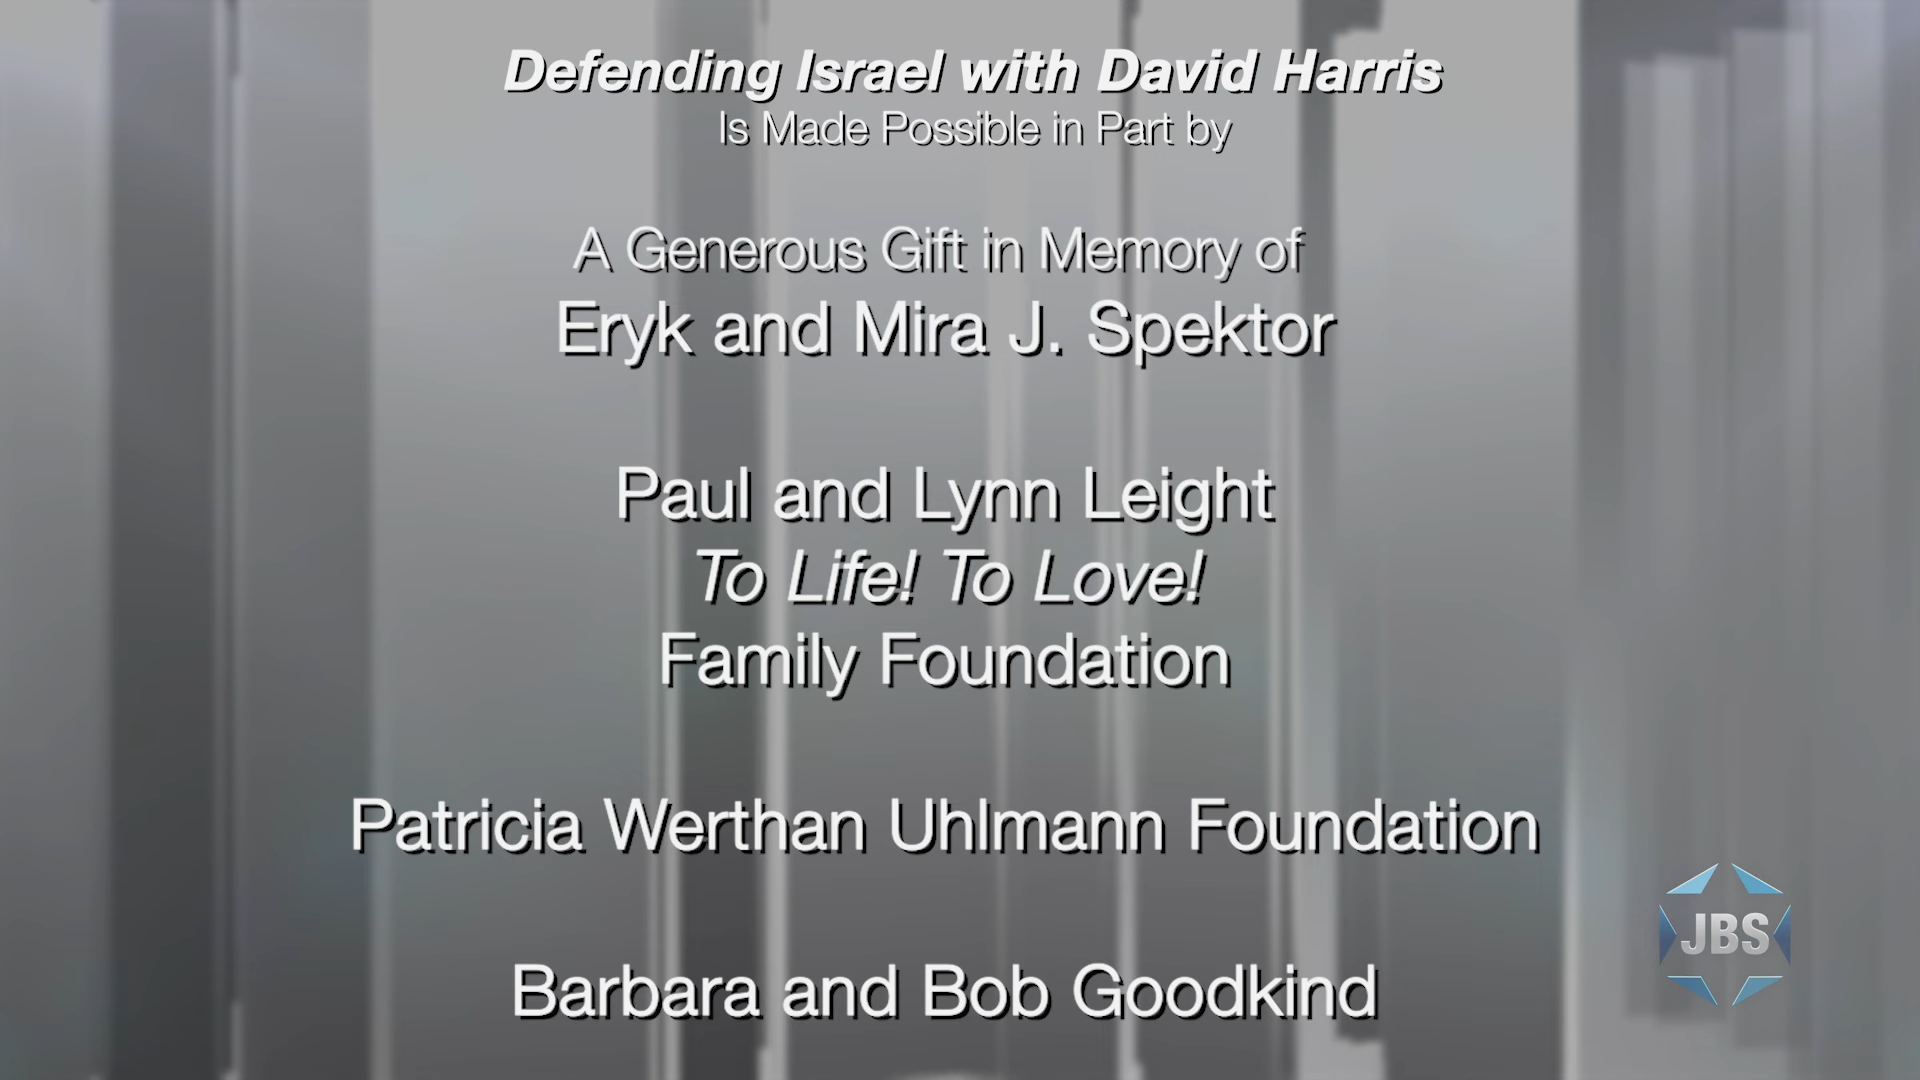 Defending Israel with David Harris
Is Made Possible in Part by
A Generous Gift in Memory of
Eryk and Mira J. Spektor
Paul and Lynn Leight
To Life! To Love!
Family Foundation
Patricia Werthan Uhlmann Foundation
Barbara and Bob Goodkind
JBS